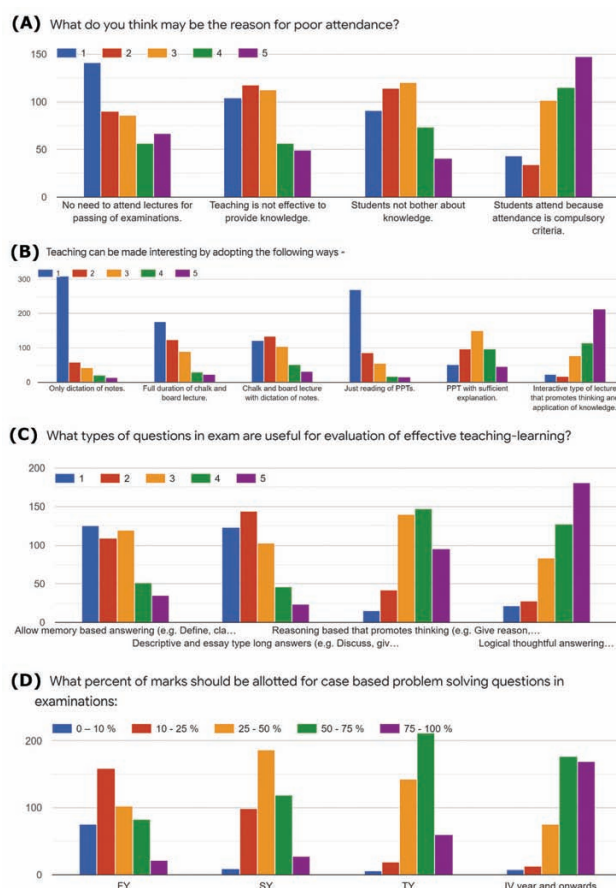 (A) What do you think may be the reason for poor attendance?
1 2 3 4 5
150
100
50
0
No need to attend lectures for passing of examinations.
Teaching is not effective to provide knowledge.
Students not bother about knowledge.
Students attend because attendance is compulsory criteria.
(B) Teaching can be made interesting by adopting the following ways -
1 2 3 4 5
300
200
100
0
Only dictation of notes.
Full duration of chalk and board lecture.
Chalk and board lecture with dictation of notes.
Just reading of PPTs.
PPT with sufficient explanation.
Interactive type of lecture that promotes thinking and application of knowledge.
(C) What types of questions in exam are useful for evaluation of effective teaching-learning?
1 2 3 4 5
200
150
100
50
0
Allow memory based answering (e.g. Define, cla…
Descriptive and essay type long answers (e.g. Discuss, giv…
Reasoning based that promotes thinking (e.g. Give reason,…
Logical thoughtful answering…
(D) What percent of marks should be allotted for case based problem solving questions in
examinations:
0 – 10 % 10 - 25 % 25 - 50 % 50 - 75 % 75 - 100 %
200
100
0
FY SY TY IV year and onwards